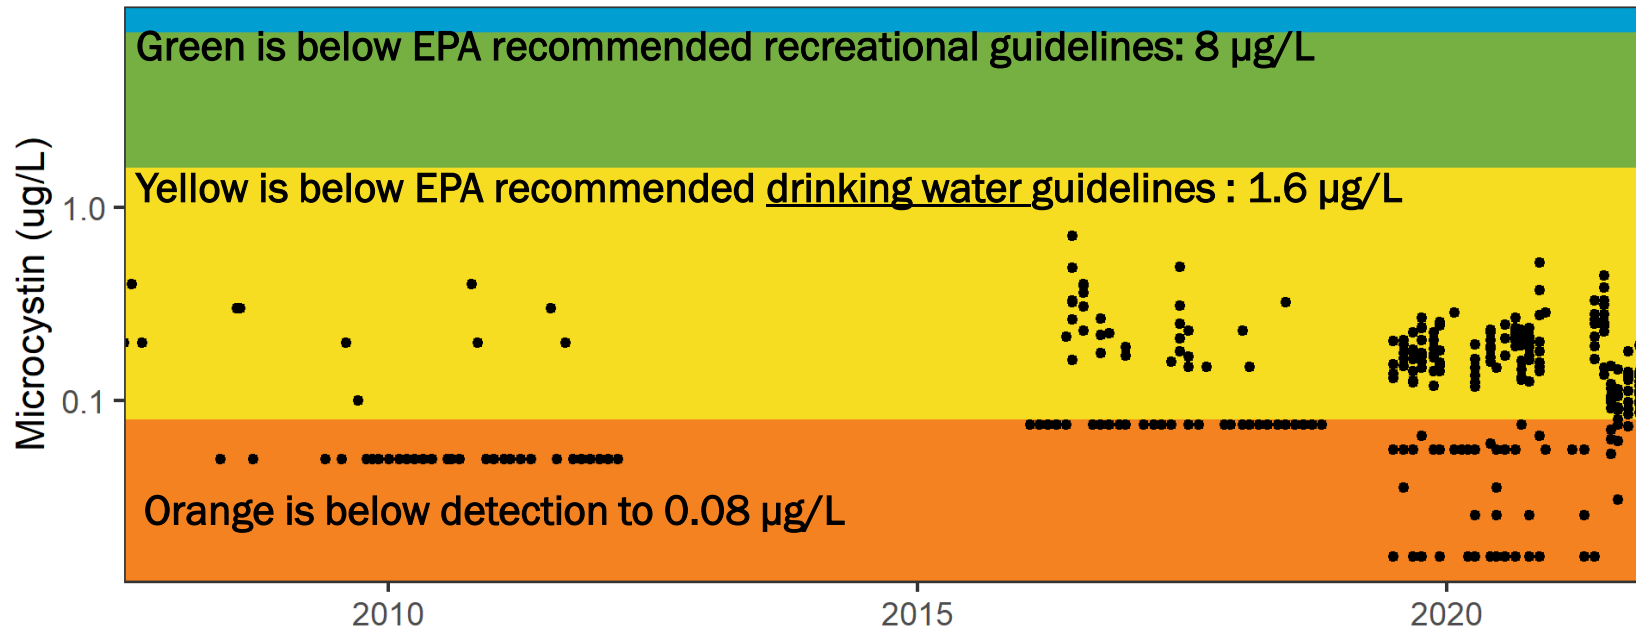 Green is below EPA recommended recreational guidelines: 8 µg/L
Yellow is below EPA recommended drinking water guidelines : 1.6 µg/L
Orange is below detection to 0.08 µg/L
Microcystin (ug/L)
1.0
0.1
2010
2015
2020